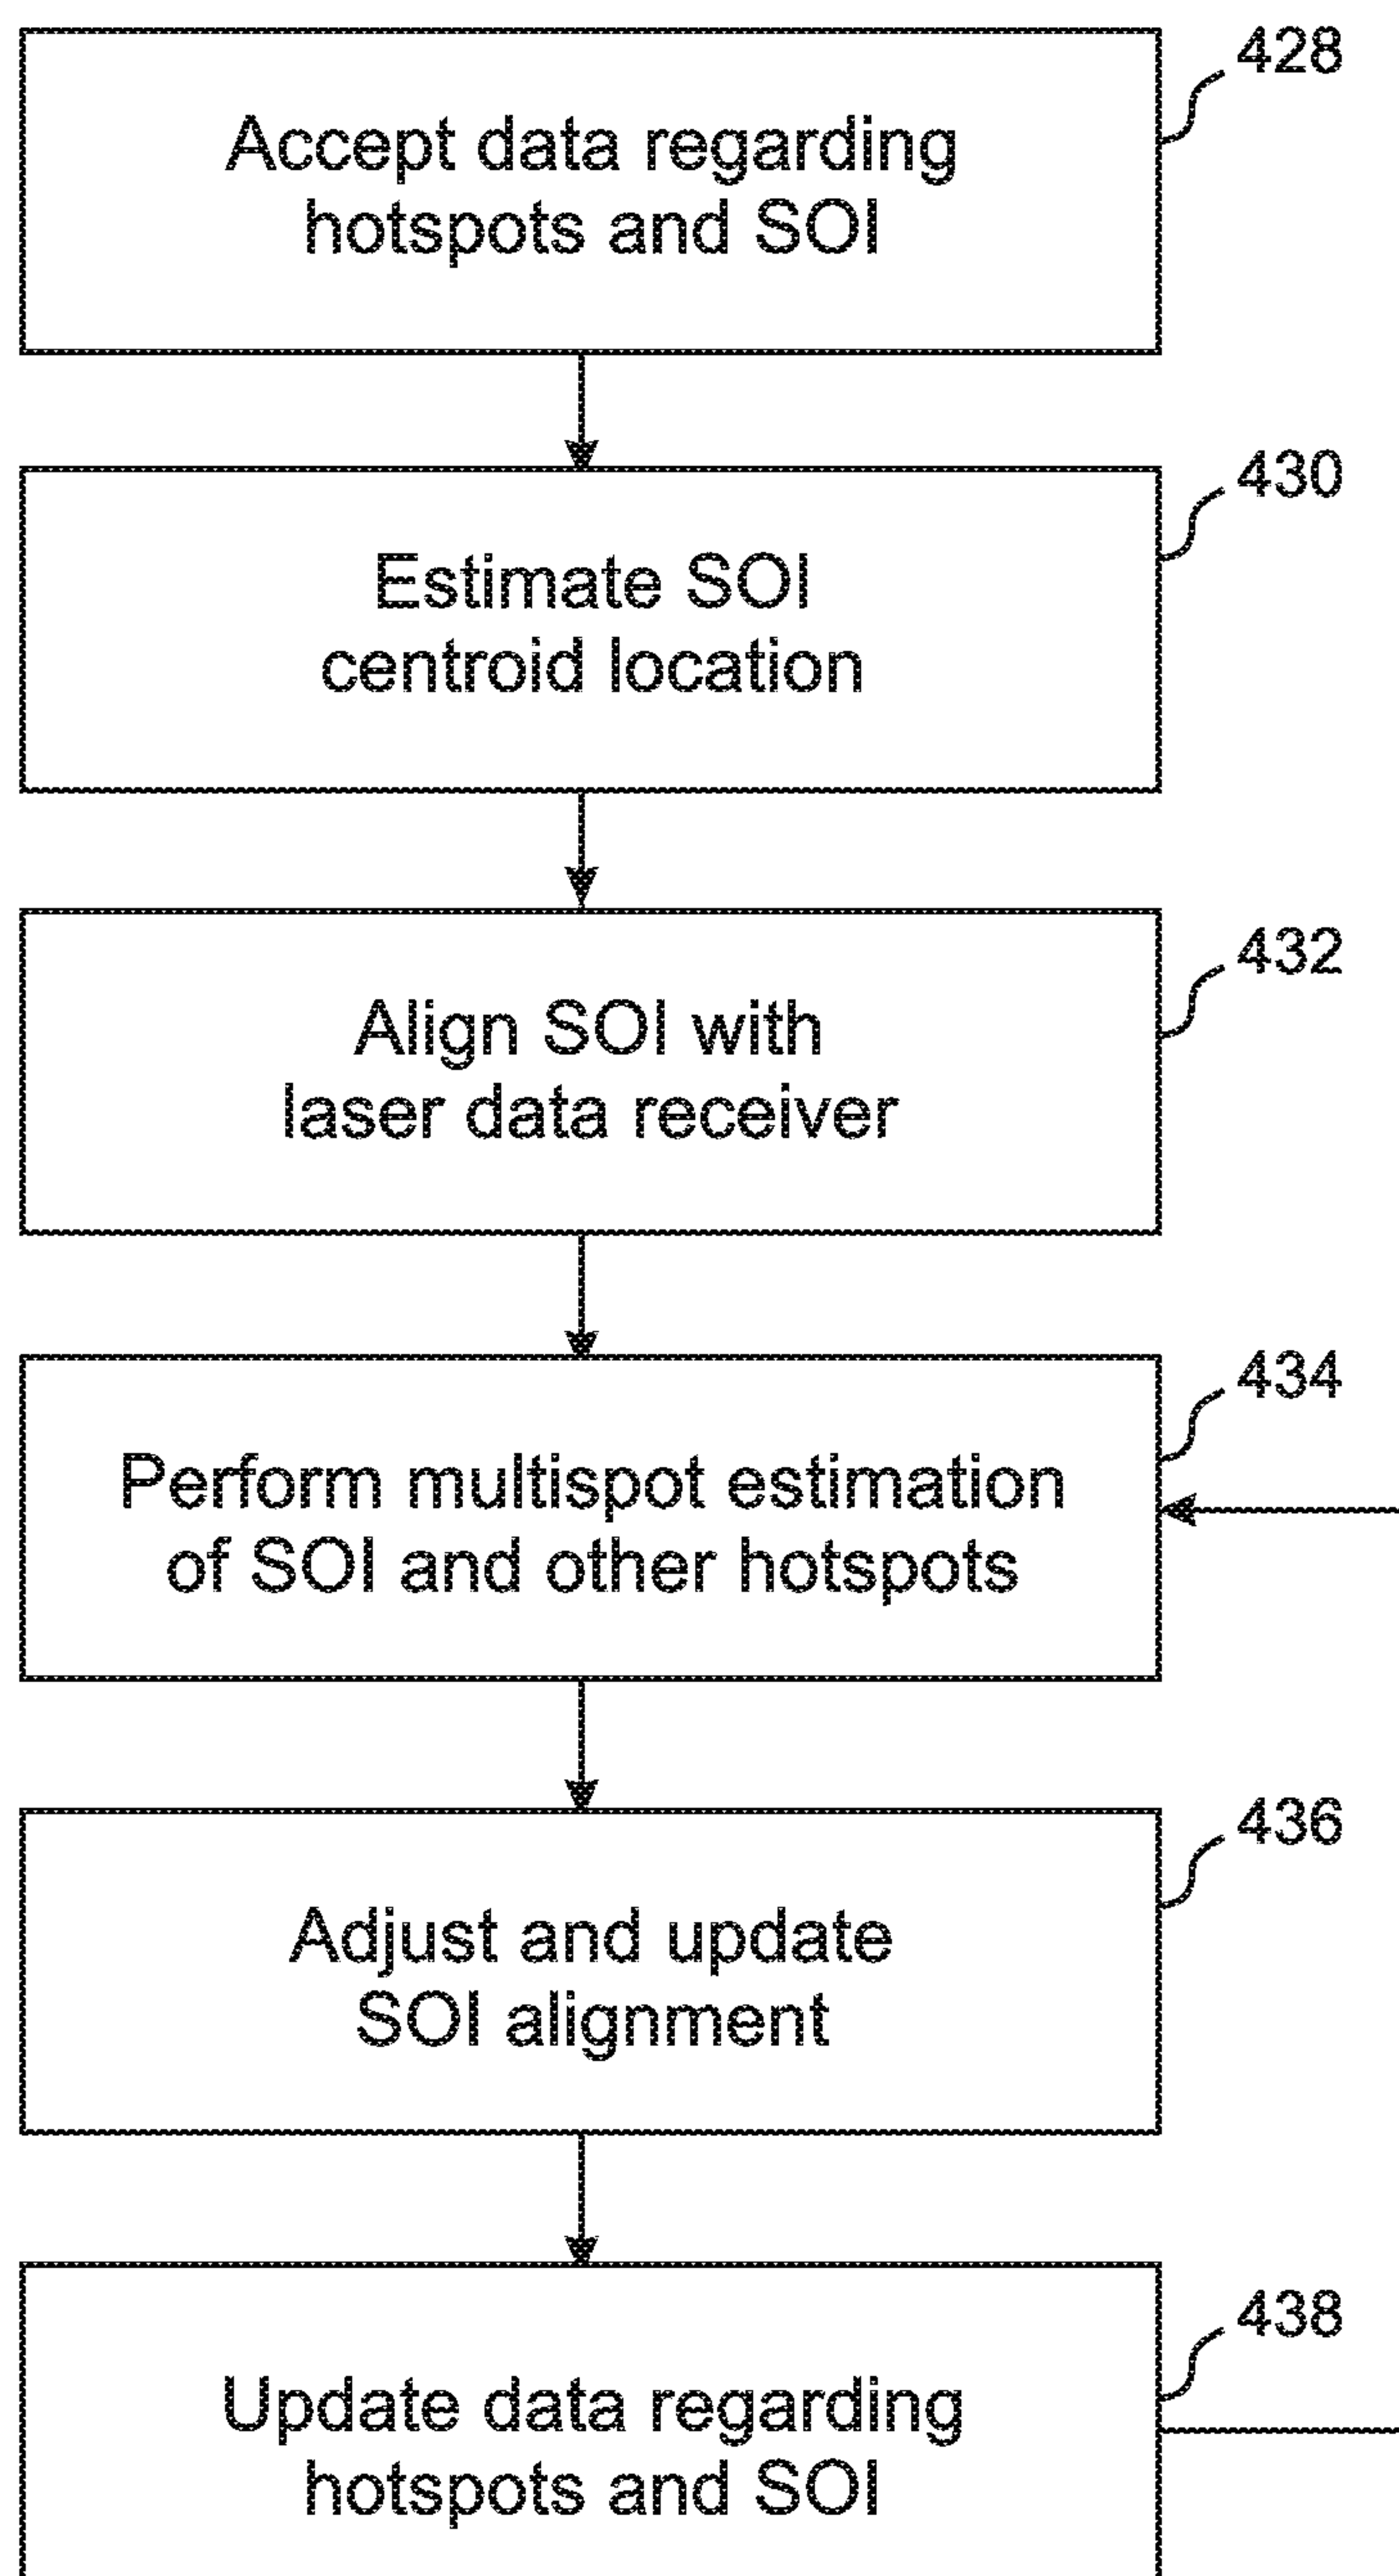 428
Accept data regarding
hotspots and SOI
430
Estimate SOI
centroid location
432
Align SOI with
laser data receiver
434
Perform multispot estimation
of SOI and other hotspots
436
Adjust and update
SOI alignment
438
Update data regarding
hotspots and SOI